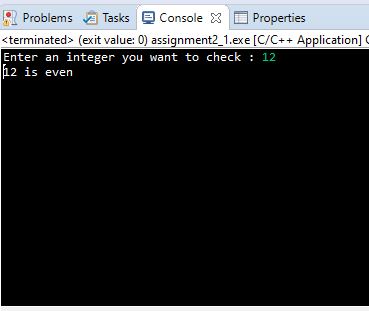 Problems Tasks Console Properties
<terminated> (exit value: 0) assignment2_1.exe [C/C++ Application]
Enter an integer you want to check : 12
12 is even